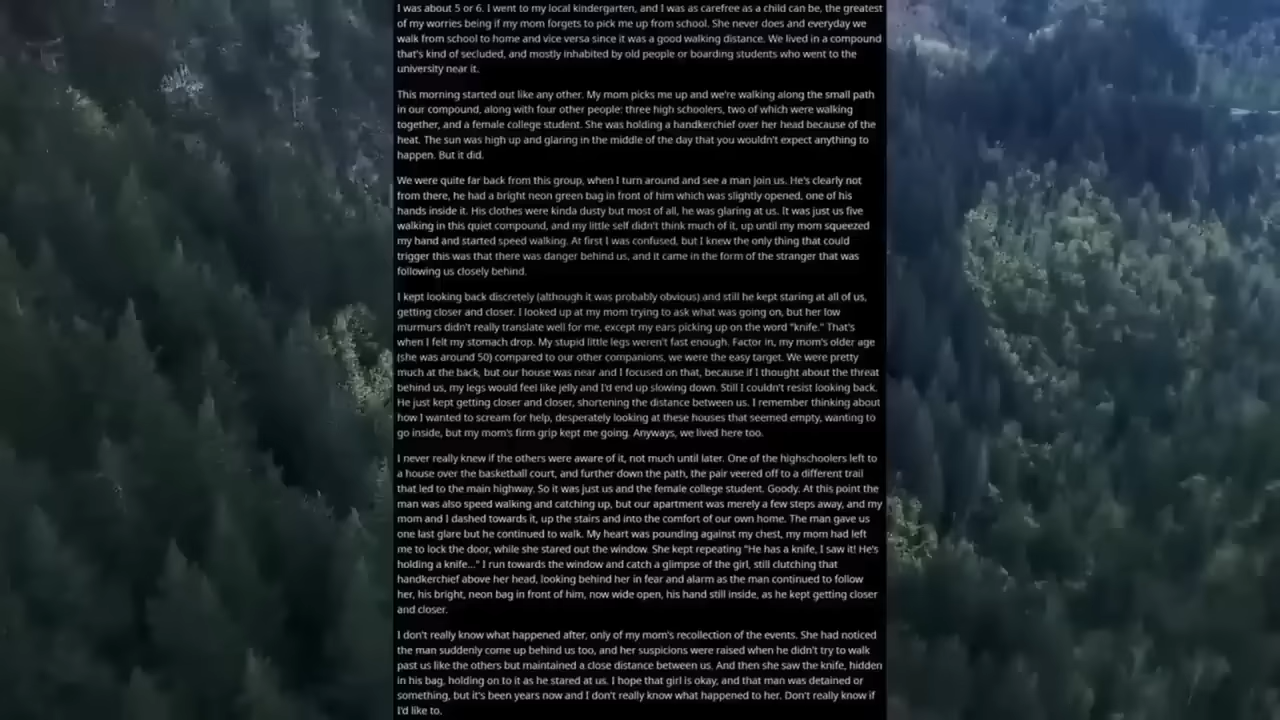 I was about 5 or 6. I went to my local kindergarten, and I was as carefree as a child can be, the greatest
of my worries being if my mom forgets to pick me up from school. She never does and everyday we
walk from school to home and vice versa since it was a good walking distance. We lived in a compound
that's kind of secluded, and mostly inhabited by old people or boarding students who went to the
university near it.
This morning started out like any other. My mom picks me up and we're walking along the small path
in our compound, along with four other people: three high schoolers, two of which were walking
together, and a female college student. She was holding a handkerchief over her head because of the
heat. The sun was high up and glaring in the middle of the day that you wouldn't expect anything to
happen. But it did.
We were quite far back from this group, when I turn around and see a man join us. He's clearly not
from there, he had a bright neon green bag in front of him which was slightly opened, one of his
hands inside it. His clothes were kinda dusty but most of all, he was glaring at us. It was just us five
walking in this quiet compound, and my little self didn't think much of it, up until my mom squeezed
my hand and started speed walking. At first I was confused, but I knew the only thing that could
trigger this was that there was danger behind us, and it came in the form of the stranger that was
following us closely behind.
I kept looking back discretely (although it was probably obvious) and still he kept staring at all of us,
getting closer and closer. I looked up at my mom trying to ask what was going on, but her low
murmurs didn't really translate well for me, except my ears picking up on the word "knife." That's
when I felt my stomach drop. My stupid little legs weren't fast enough. Factor in, my mom's older age
(she was around 50) compared to our other companions, we were the easy target. We were pretty
much at the back, but our house was near and I focused on that, because if I thought about the threat
behind us, my legs would feel like jelly and I'd end up slowing down. Still I couldn't resist looking back.
He just kept getting closer and closer, shortening the distance between us. I remember thinking about
how I wanted to scream for help, desperately looking at these houses that seemed empty, wanting to
go inside, but my mom's firm grip kept me going. Anyways, we lived here too.
I never really knew if the others were aware of it, not much until later. One of the highschoolers left to
a house over the basketball court, and further down the path, the pair veered off to a different trail
that led to the main highway. So it was just us and the female college student. Goody. At this point the
man was also speed walking and catching up, but our apartment was merely a few steps away, and my
mom and I dashed towards it, up the stairs and into the comfort of our own home. The man gave us
one last glare but he continued to walk. My heart was pounding against my chest, my mom had left
me to lock the door, while she stared out the window. She kept repeating "He has a knife, I saw it! He's
holding a knife..." I run towards the window and catch a glimpse of the girl, still clutching that
handkerchief above her head, looking behind her in fear and alarm as the man continued to follow
her, his bright, neon bag in front of him, now wide open, his hand still inside, as he kept getting closer
and closer.
I don't really know what happened after, only of my mom's recollection of the events. She had noticed
the man suddenly come up behind us too, and her suspicions were raised when he didn't try to walk
past us like the others but maintained a close distance between us. And then she saw the knife, hidden
in his bag, holding on to it as he stared at us. I hope that girl is okay, and that man was detained or
something, but it's been years now and I don't really know what happened to her. Don't really know if
I'd like to.